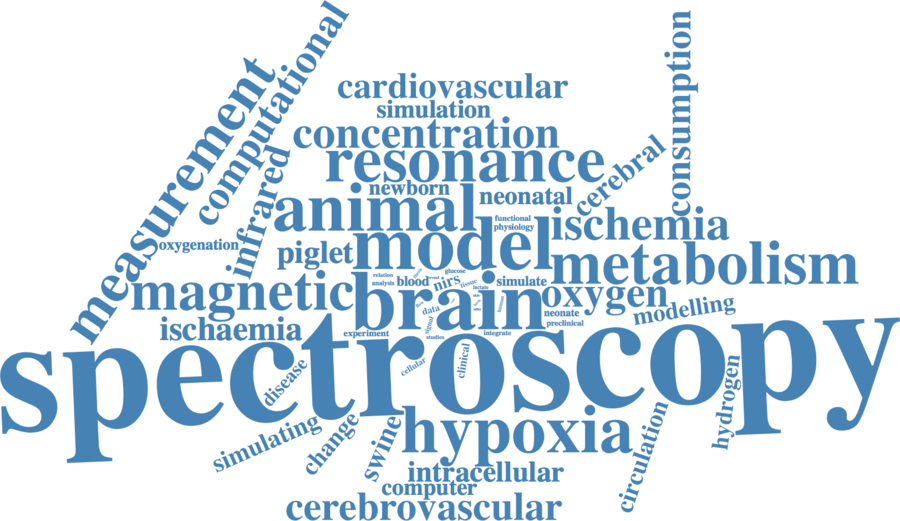 cardiovascular
simulation
concentration
resonance
measurement
computational
infrared
consumption
cerebral
newborn
neonatal
animal
functional
physiology
ischemia
oxygenation
piglet
model
metabolism
relation
analysis
blood
glucose
nirs
tissue
lactate
simulate
magnetic
brain
oxygen
data
signal
neonate
preclinical
modelling
ischaemia
experiment
studies
integrate
spectroscopy
cellular
clinical
disease
hydrogen
simulating
change
swine
hypoxia
circulation
intracellular
computer
cerebrovascular